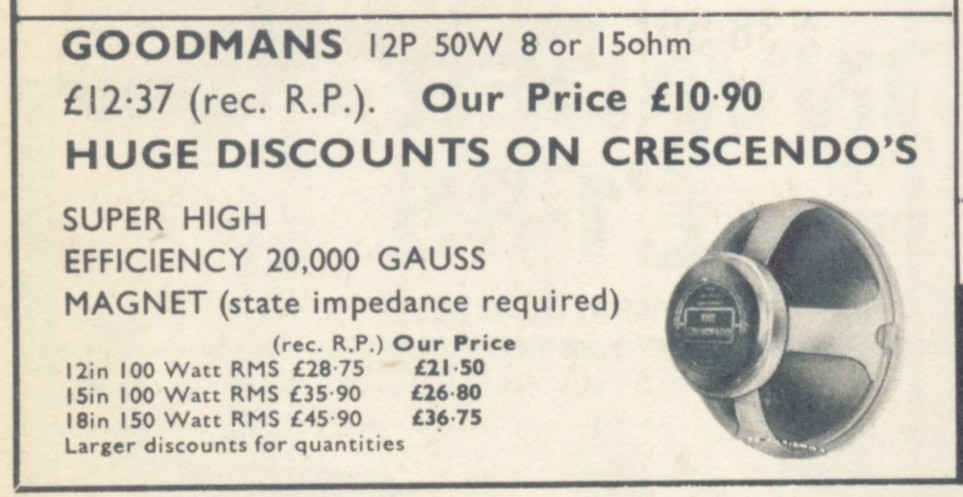 GOODMANS 12P 50W 8 or 15ohm
£12·37 (rec. R.P.). Our Price £10·90
HUGE DISCOUNTS ON CRESCENDO'S
SUPER HIGH
EFFICIENCY 20,000 GAUSS
MAGNET (state impedance required)
(rec. R.P.) Our Price
12in 100 Watt RMS £28·75 £21·50
15in 100 Watt RMS £35·90 £26·80
18in 150 Watt RMS £45·90 £36·75
Larger discounts for quantities
THE
CRESCENDO